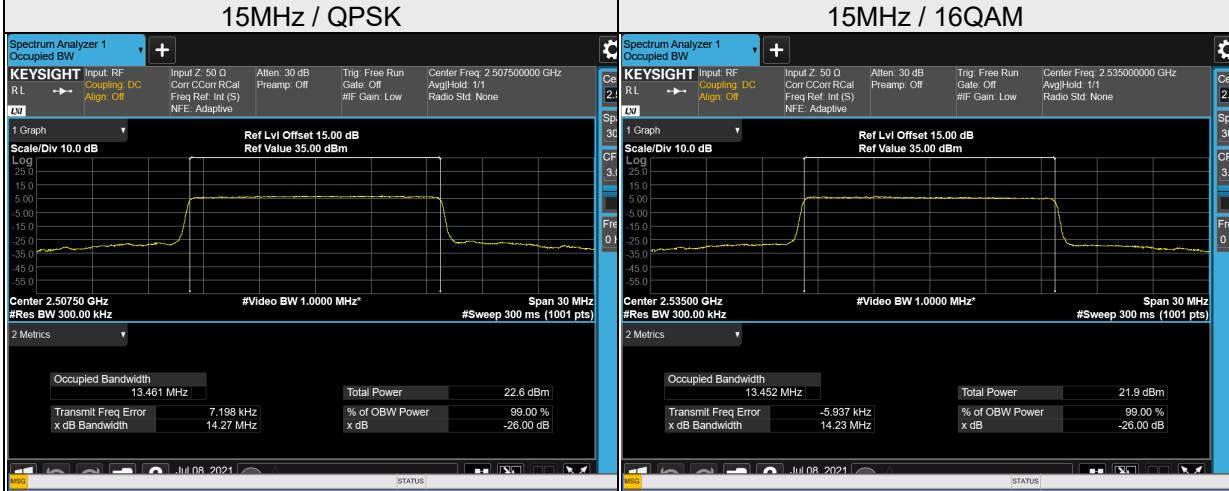 15MHz / QPSK
Spectrum Analyzer 1
Occupied BW
KEYSIGHT Input: RF Input Z: 50 Ω Atten: 30 dB Trig: Free Run Center Freq: 2.507500000 GHz
R L Coupling: DC Corr CCorr RCal Preamp: Off Gate: Off Avg|Hold: 1/1
Align: Off Freq Ref: Int (S) #IF Gain: Low Radio Std: None
LXI NFE: Adaptive
1 Graph
Ref Lvl Offset 15.00 dB
Scale/Div 10.0 dB Ref Value 35.00 dBm
Log
25.0
15.0
5.00
-5.00
-15.0
-25.0
-35.0
-45.0
-55.0
Center 2.50750 GHz #Video BW 1.0000 MHz* Span 30 MHz
#Res BW 300.00 kHz #Sweep 300 ms (1001 pts)
2 Metrics
Occupied Bandwidth
13.461 MHz Total Power 22.6 dBm
Transmit Freq Error 7.198 kHz % of OBW Power 99.00 %
x dB Bandwidth 14.27 MHz x dB -26.00 dB
Jul 08, 2021
MSG STATUS
15MHz / 16QAM
Spectrum Analyzer 1
Occupied BW
KEYSIGHT Input: RF Input Z: 50 Ω Atten: 30 dB Trig: Free Run Center Freq: 2.535000000 GHz
R L Coupling: DC Corr CCorr RCal Preamp: Off Gate: Off Avg|Hold: 1/1
Align: Off Freq Ref: Int (S) #IF Gain: Low Radio Std: None
LXI NFE: Adaptive
1 Graph
Ref Lvl Offset 15.00 dB
Scale/Div 10.0 dB Ref Value 35.00 dBm
Log
25.0
15.0
5.00
-5.00
-15.0
-25.0
-35.0
-45.0
-55.0
Center 2.53500 GHz #Video BW 1.0000 MHz* Span 30 MHz
#Res BW 300.00 kHz #Sweep 300 ms (1001 pts)
2 Metrics
Occupied Bandwidth
13.452 MHz Total Power 21.9 dBm
Transmit Freq Error -5.937 kHz % of OBW Power 99.00 %
x dB Bandwidth 14.23 MHz x dB -26.00 dB
Jul 08, 2021
MSG STATUS